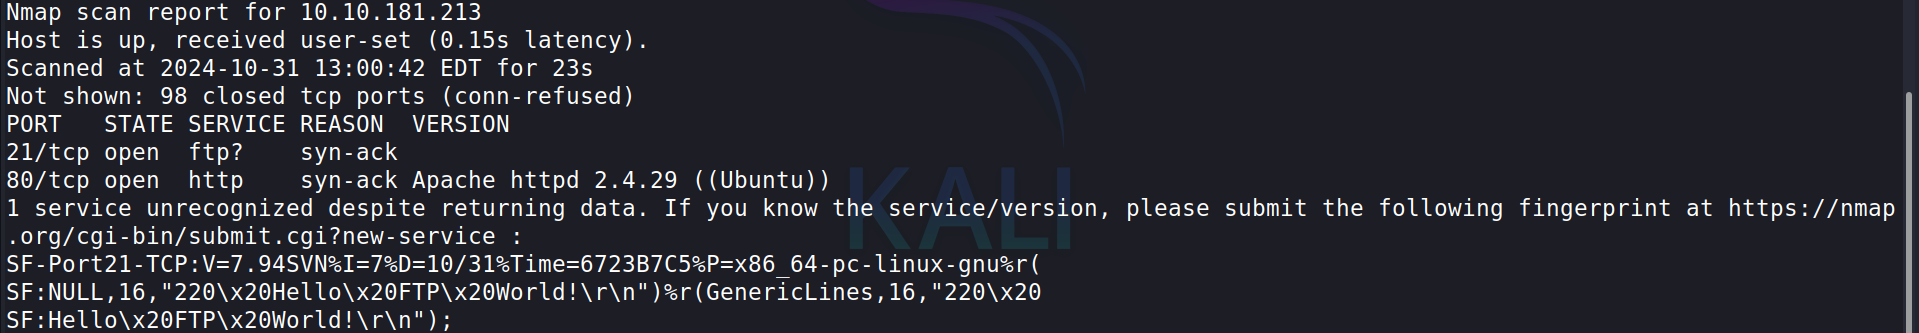 Nmap scan report for 10.10.181.213
Host is up, received user-set (0.15s latency).
Scanned at 2024-10-31 13:00:42 EDT for 23s
Not shown: 98 closed tcp ports (conn-refused)
PORT   STATE SERVICE REASON  VERSION
21/tcp open  ftp?    syn-ack
80/tcp open  http    syn-ack Apache httpd 2.4.29 ((Ubuntu))
1 service unrecognized despite returning data. If you know the service/version, please submit the following fingerprint at https://nmap
.org/cgi-bin/submit.cgi?new-service :
SF-Port21-TCP:V=7.94SVN%I=7%D=10/31%Time=6723B7C5%P=x86_64-pc-linux-gnu%r(
SF:NULL,16,"220\x20Hello\x20FTP\x20World!\r\n")%r(GenericLines,16,"220\x20
SF:Hello\x20FTP\x20World!\r\n");
KALI